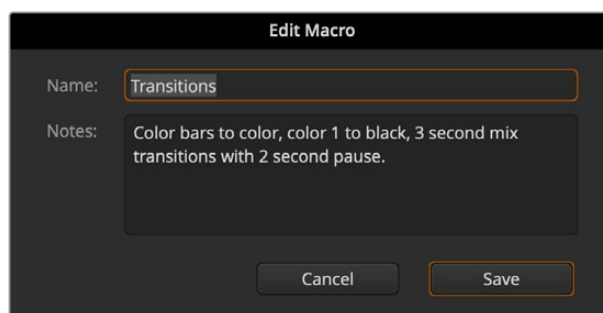 Edit Macro
Name: Transitions
Notes: Color bars to color, color 1 to black, 3 second mix
transitions with 2 second pause.
Cancel Save